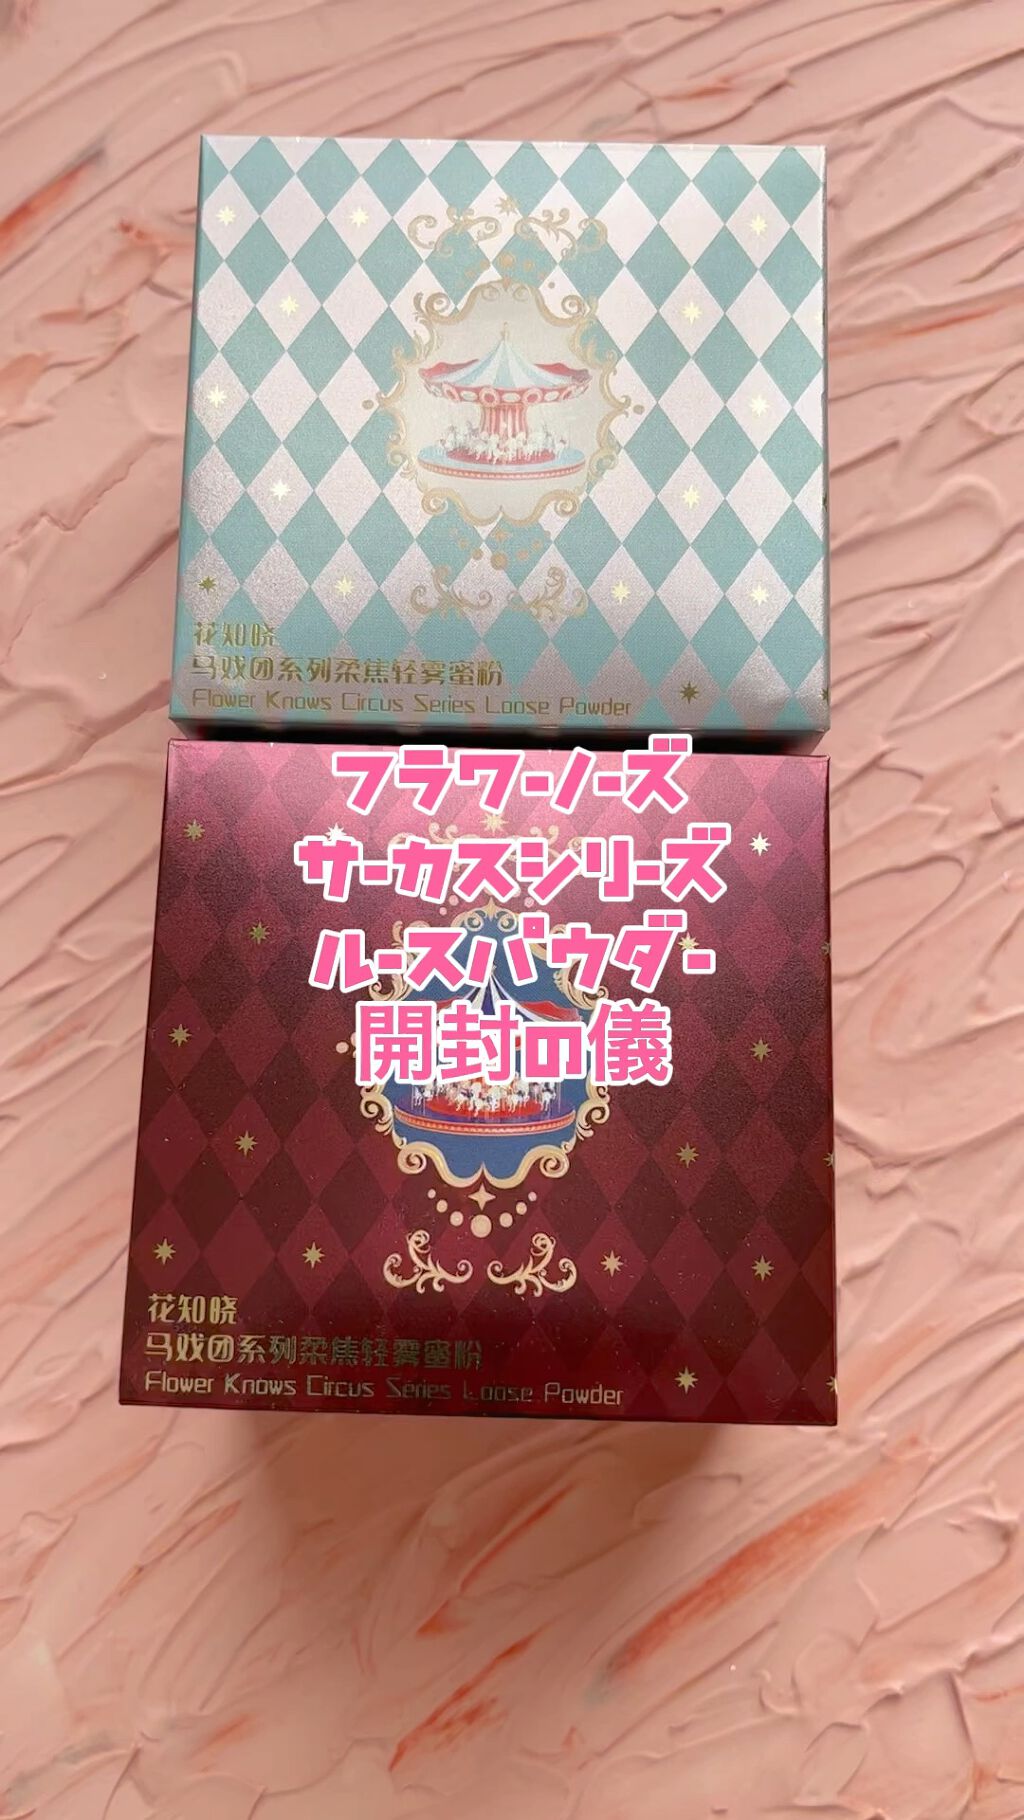 花知晓
马戏团系列柔焦轻雾蜜粉
Flower Knows Circus Series Loose Powder
フラワーノーズ
サーカスシリーズ
ルースパウダー
開封の儀
花知晓
马戏团系列柔焦轻雾蜜粉
Flower Knows Circus Series Loose Powder